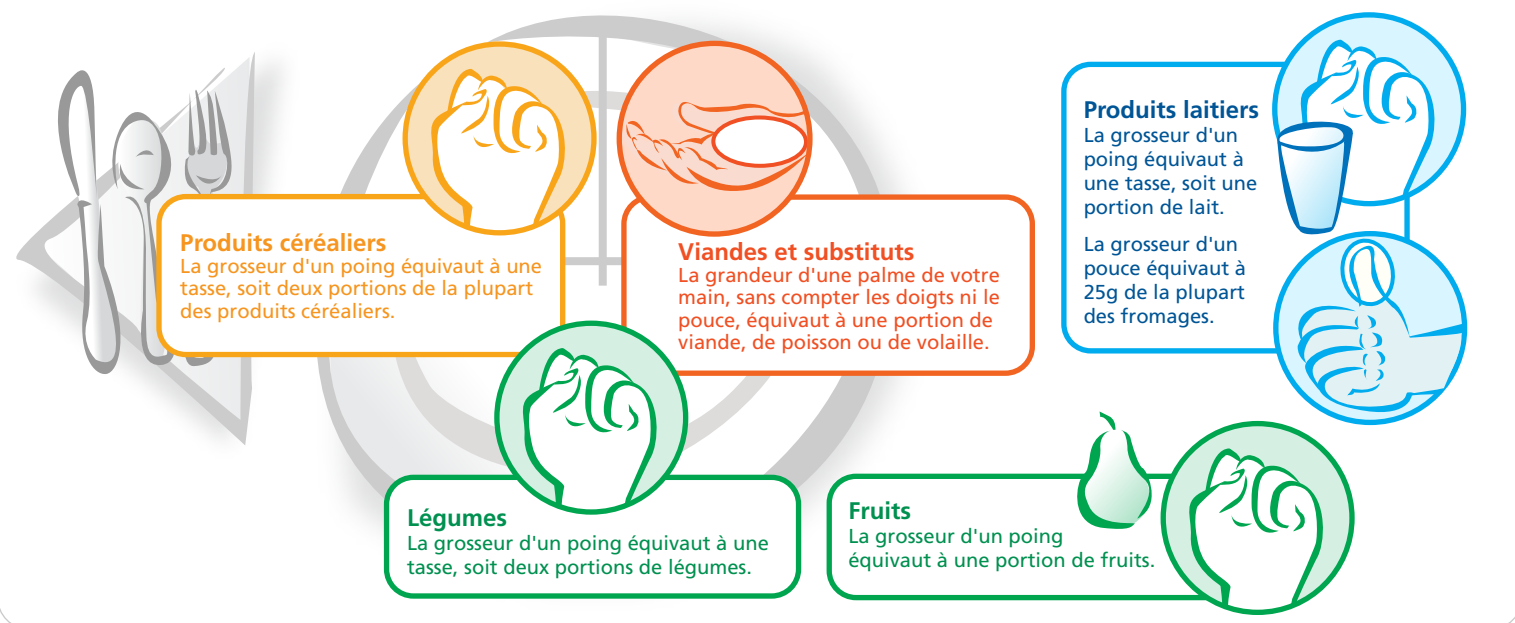 Produits céréaliers
La grosseur d'un poing équivaut à une
tasse, soit deux portions de la plupart
des produits céréaliers.
Viandes et substituts
La grandeur d'une palme de votre
main, sans compter les doigts ni le
pouce, équivaut à une portion de
viande, de poisson ou de volaille.
Produits laitiers
La grosseur d'un
poing équivaut à
une tasse, soit une
portion de lait.
La grosseur d'un
pouce équivaut à
25g de la plupart
des fromages.
Légumes
La grosseur d'un poing équivaut à une
tasse, soit deux portions de légumes.
Fruits
La grosseur d'un poing
équivaut à une portion de fruits.